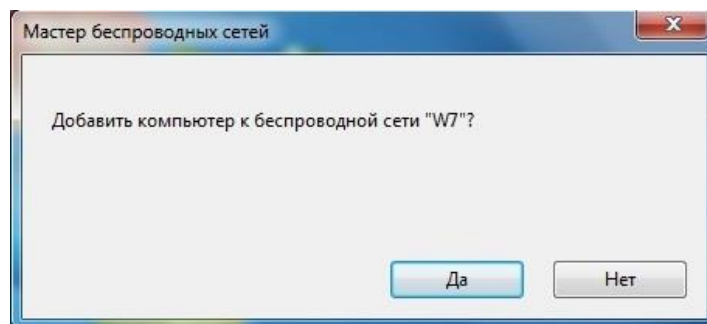 Мастер беспроводных сетей
Добавить компьютер к беспроводной сети "W7"?
Да
Нет